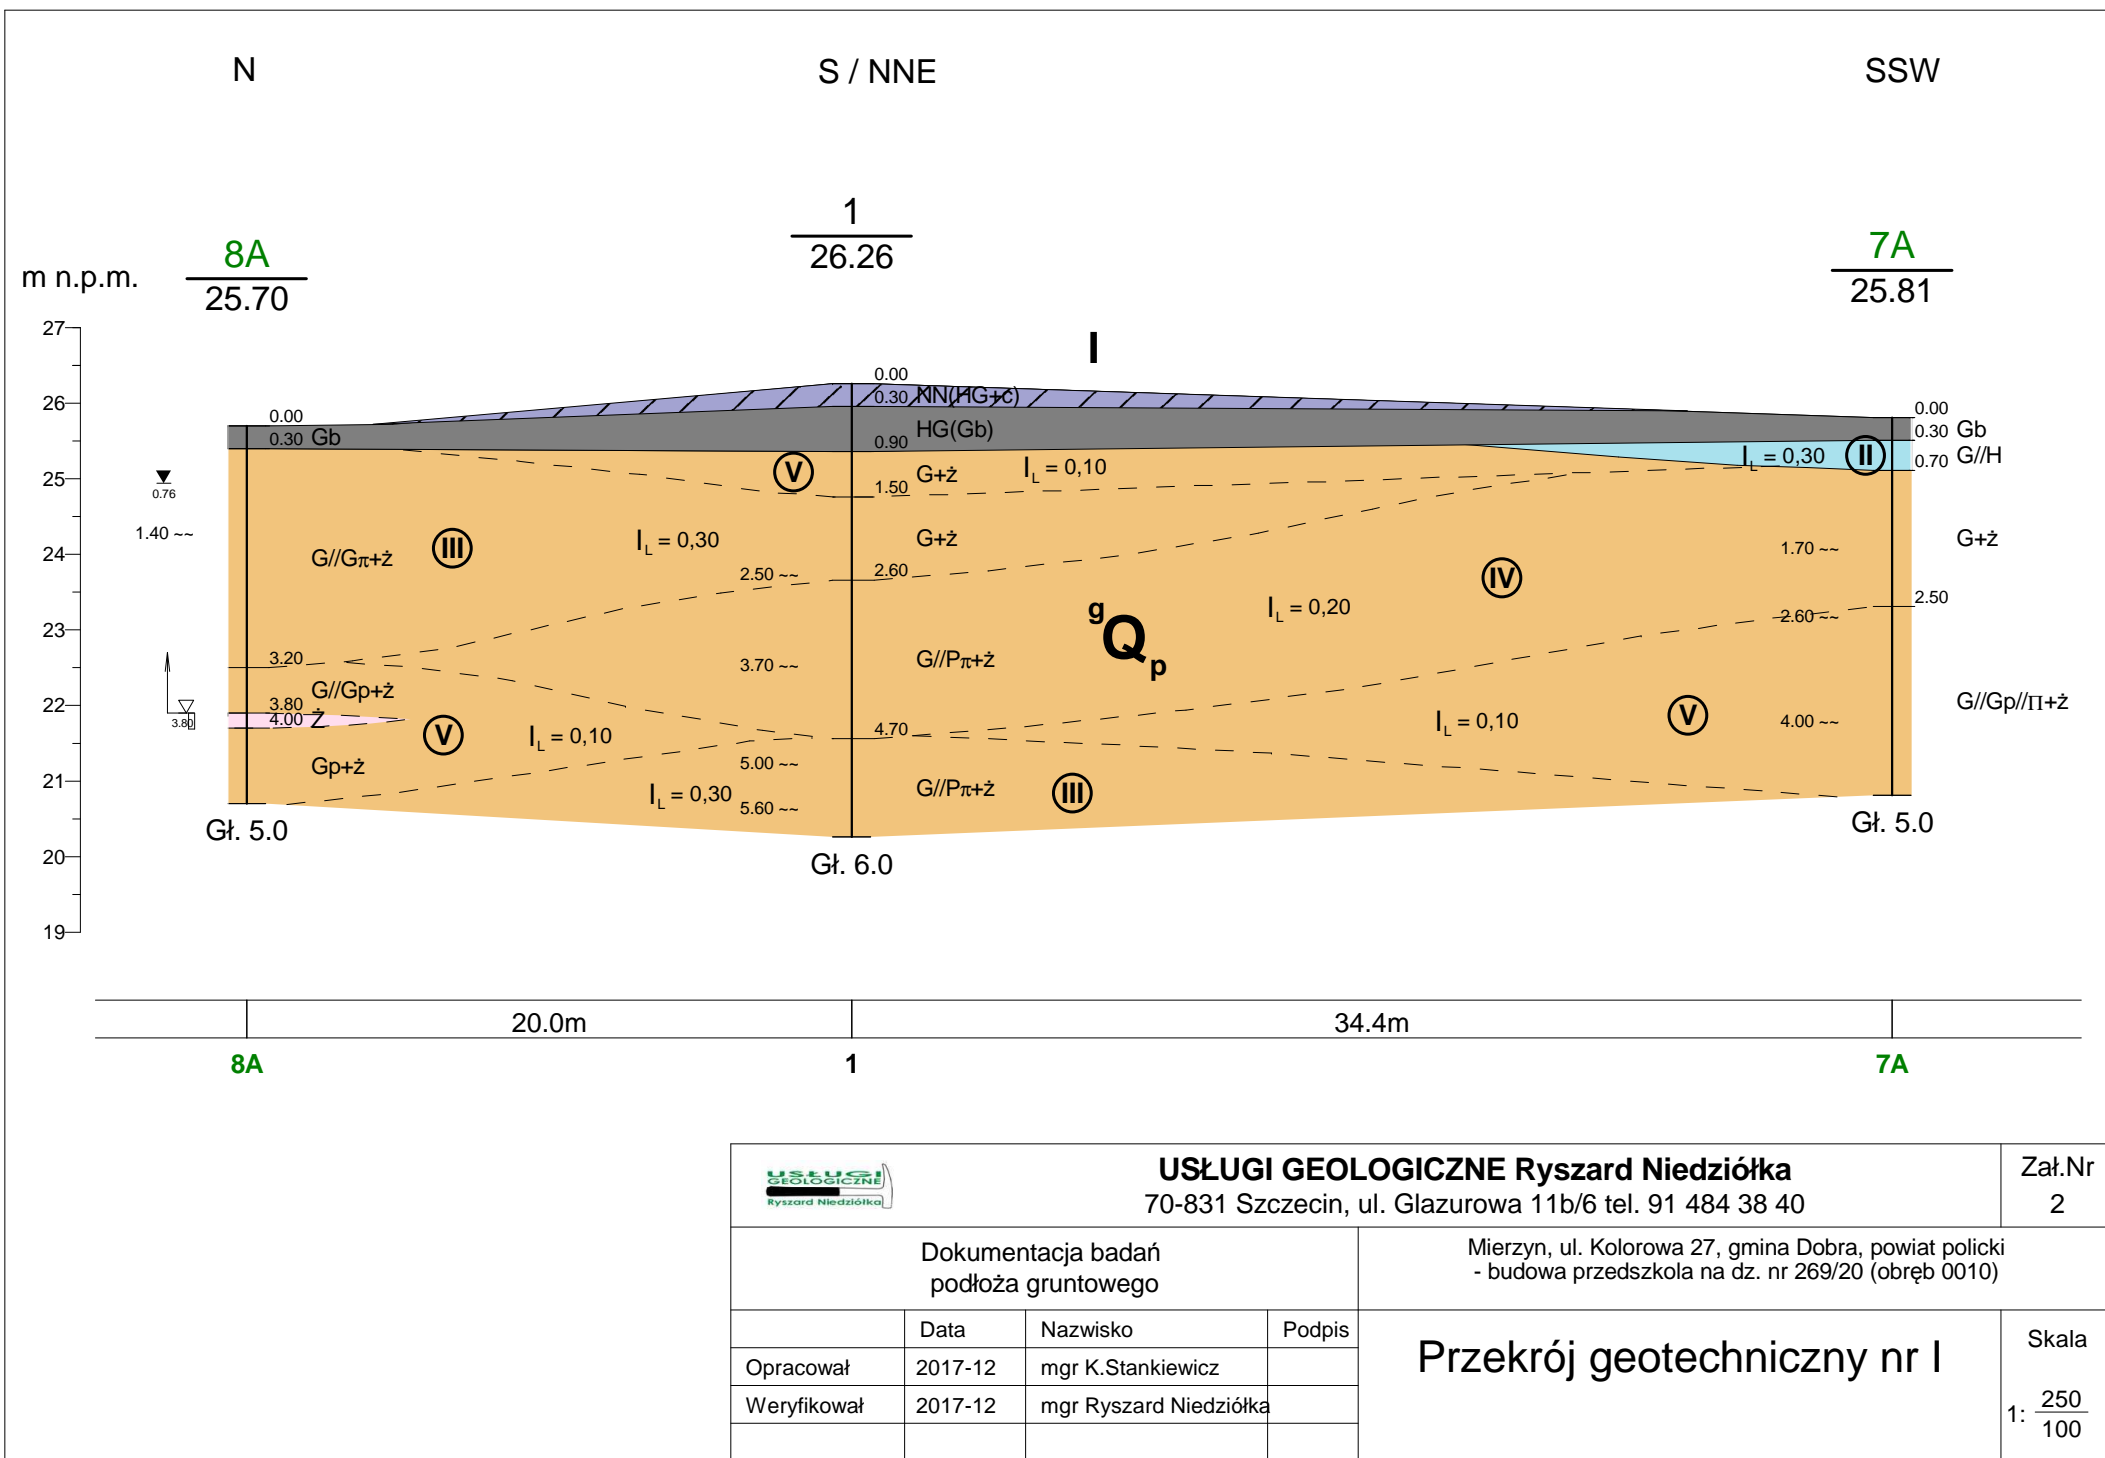 N
S / NNE
SSW
1
26.26
8A
25.70
7A
25.81
m n.p.m.
27
26
25
24
23
22
21
20
19
I
0.00
0.30 Gb
0.76
1.40 ~~
G//Gπ+ż
III
3.20
G//Gp+ż
3.80
4.00 Ż
3.80
V
Gp+ż
Gł. 5.0
IL = 0,30
IL = 0,10
IL = 0,30
0.00
0.30 NN(HG+c)
HG(Gb)
0.90
V
G+ż
IL = 0,10
1.50
G+ż
2.50 ~~
2.60
3.70 ~~
G//Pπ+ż
4.70
5.00 ~~
5.60 ~~
G//Pπ+ż
III
Gł. 6.0
g
Q
p
IL = 0,20
IV
IL = 0,10
V
0.00
0.30 Gb
IL = 0,30
II
0.70 G//H
G+ż
1.70 ~~
2.50
2.60 ~~
G//Gp//Π+ż
4.00 ~~
Gł. 5.0
20.0m
34.4m
8A
1
7A
USŁUGI
GEOLOGICZNE
Ryszard Niedziółka
USŁUGI GEOLOGICZNE Ryszard Niedziółka
70-831 Szczecin, ul. Glazurowa 11b/6 tel. 91 484 38 40
Zał.Nr
2
Dokumentacja badań
podłoża gruntowego
Mierzyn, ul. Kolorowa 27, gmina Dobra, powiat policki
- budowa przedszkola na dz. nr 269/20 (obręb 0010)
Data
Nazwisko
Podpis
Opracował
2017-12
mgr K.Stankiewicz
Weryfikował
2017-12
mgr Ryszard Niedziółka
Przekrój geotechniczny nr I
Skala
1: 250
100